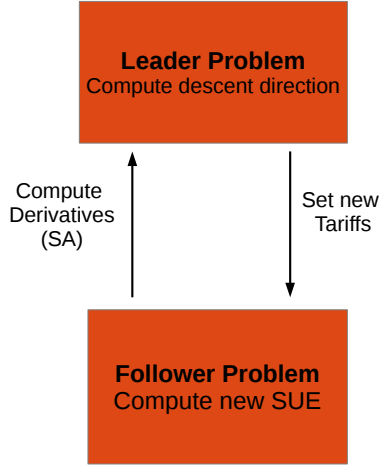 Leader Problem
Compute descent direction
Compute
Derivatives
(SA)
Set new
Tariffs
Follower Problem
Compute new SUE